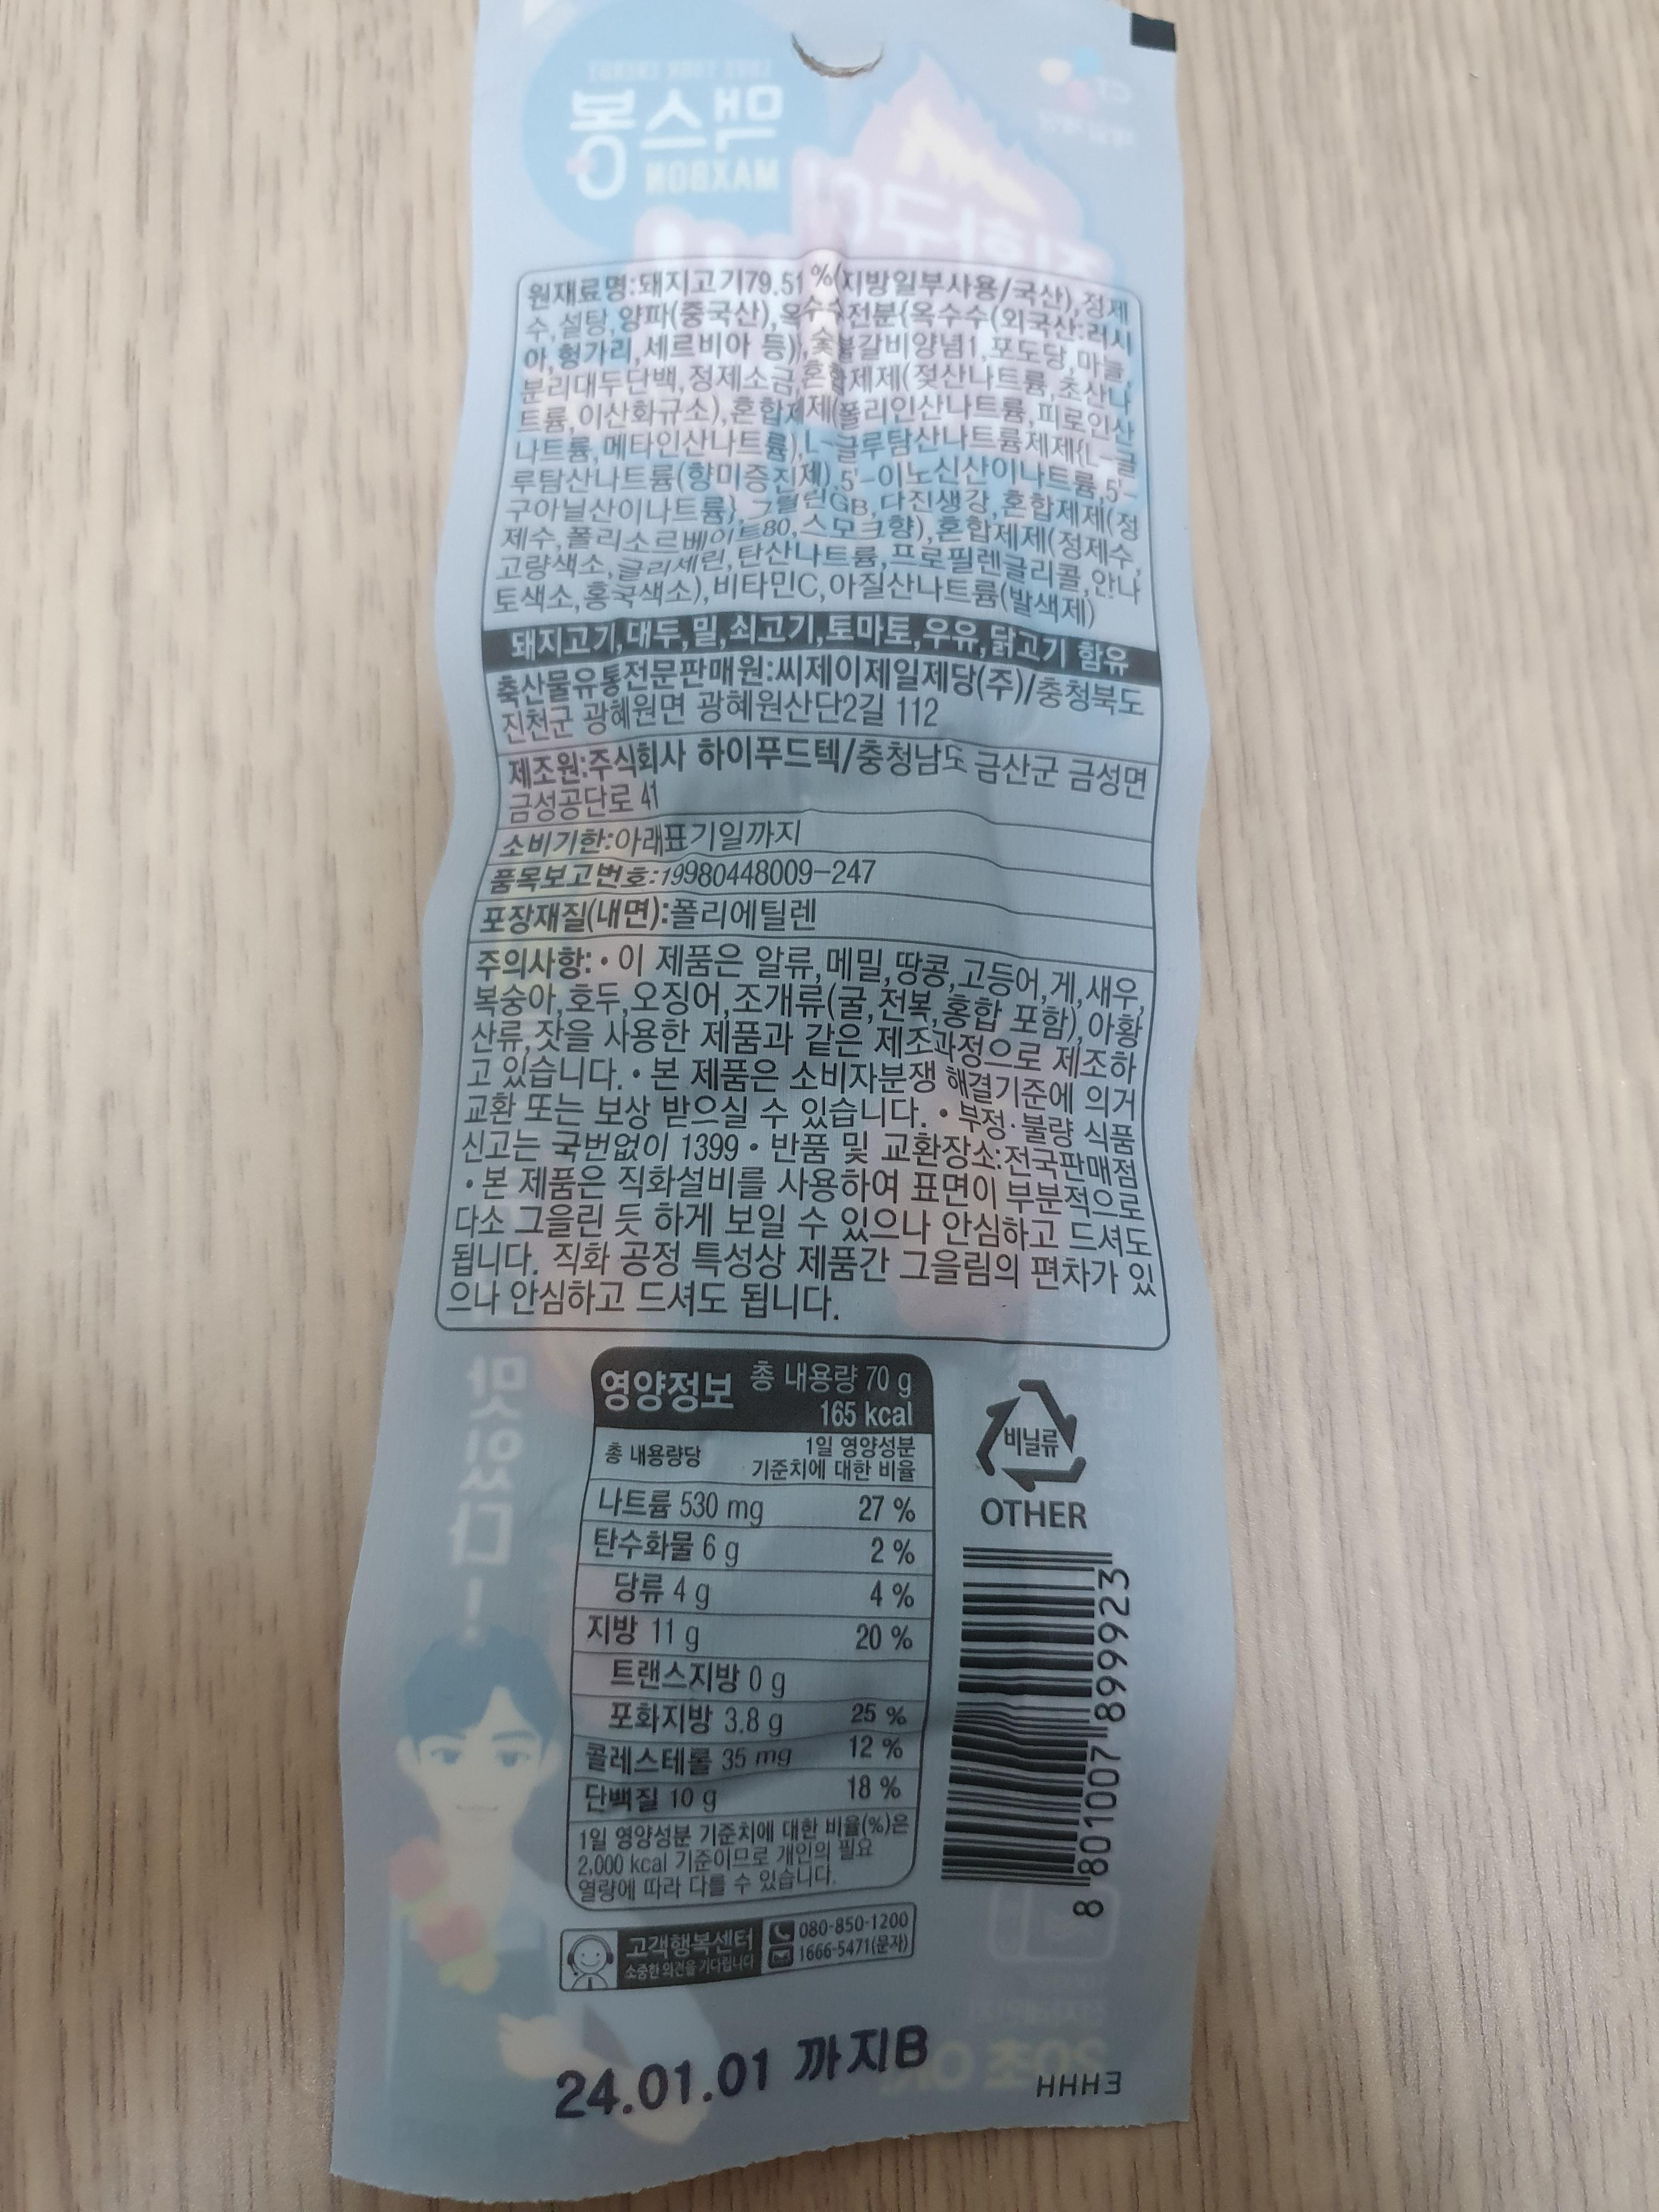 맥스봉
MAXBON
원재료명:돼지고기79.51%(지방일부사용/국산),정제
수,설탕,양파(중국산),옥수수전분{옥수수(외국산:러시
아,헝가리,세르비아 등)},숯불갈비양념1,포도당,마늘,
분리대두단백,정제소금,혼합제제(젖산나트륨,초산나
트륨,이산화규소),혼합제제(폴리인산나트륨,피로인산
나트륨,메타인산나트륨),L-글루탐산나트륨제제{L-글
루탐산나트륨(향미증진제),5'-이노신산이나트륨,5'-
구아닐산이나트륨},그릴린GB,다진생강,혼합제제(정
제수,폴리소르베이트80,스모크향),혼합제제(정제수,
고량색소,글리세린,탄산나트륨,프로필렌글리콜,안나
토색소,홍국색소),비타민C,아질산나트륨(발색제)
돼지고기,대두,밀,쇠고기,토마토,우유,닭고기 함유
축산물유통전문판매원:씨제이제일제당(주)/충청북도
진천군 광혜원면 광혜원산단2길 112
제조원:주식회사 하이푸드텍/충청남도 금산군 금성면
금성공단로 41
소비기한:아래표기일까지
품목보고번호:19980448009-247
포장재질(내면):폴리에틸렌
주의사항:• 이 제품은 알류,메밀,땅콩,고등어,게,새우,
복숭아,호두,오징어,조개류(굴,전복,홍합 포함),아황
산류,잣을 사용한 제품과 같은 제조과정으로 제조하
고 있습니다.• 본 제품은 소비자분쟁 해결기준에 의거
교환 또는 보상 받으실 수 있습니다. • 부정·불량 식품
신고는 국번없이 1399 • 반품 및 교환장소:전국판매점
• 본 제품은 직화설비를 사용하여 표면이 부분적으로
다소 그을린 듯 하게 보일 수 있으나 안심하고 드셔도
됩니다. 직화 공정 특성상 제품간 그을림의 편차가 있
으나 안심하고 드셔도 됩니다.
맛있다!
영양정보 총 내용량 70 g
165 kcal
총 내용량당 1일 영양성분
기준치에 대한 비율
나트륨 530 mg 27 %
탄수화물 6 g 2 %
당류 4 g 4 %
지방 11 g 20 %
트랜스지방 0 g
포화지방 3.8 g 25 %
콜레스테롤 35 mg 12 %
단백질 10 g 18 %
1일 영양성분 기준치에 대한 비율(%)은
2,000 kcal 기준이므로 개인의 필요
열량에 따라 다를 수 있습니다.
비닐류
OTHER
8 801007 899923
고객행복센터
소중한 의견을 기다립니다
080-850-1200
1666-5471(문자)
24.01.01 까지B
EHHH